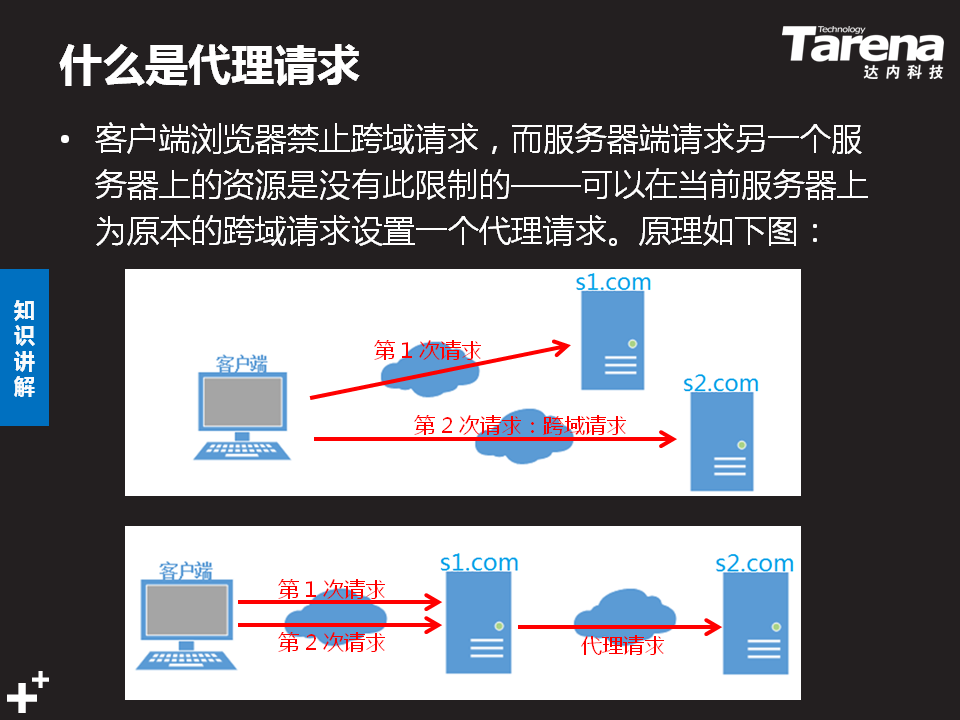 什么是代理请求
Technology
Tarena
达内科技
• 客户端浏览器禁止跨域请求，而服务器端请求另一个服
务器上的资源是没有此限制的——可以在当前服务器上
为原本的跨域请求设置一个代理请求。原理如下图：
知
识
讲
解
s1.com
第1次请求
客户端
s2.com
第2次请求：跨域请求
s1.com
s2.com
客户端
第1次请求
第2次请求
代理请求